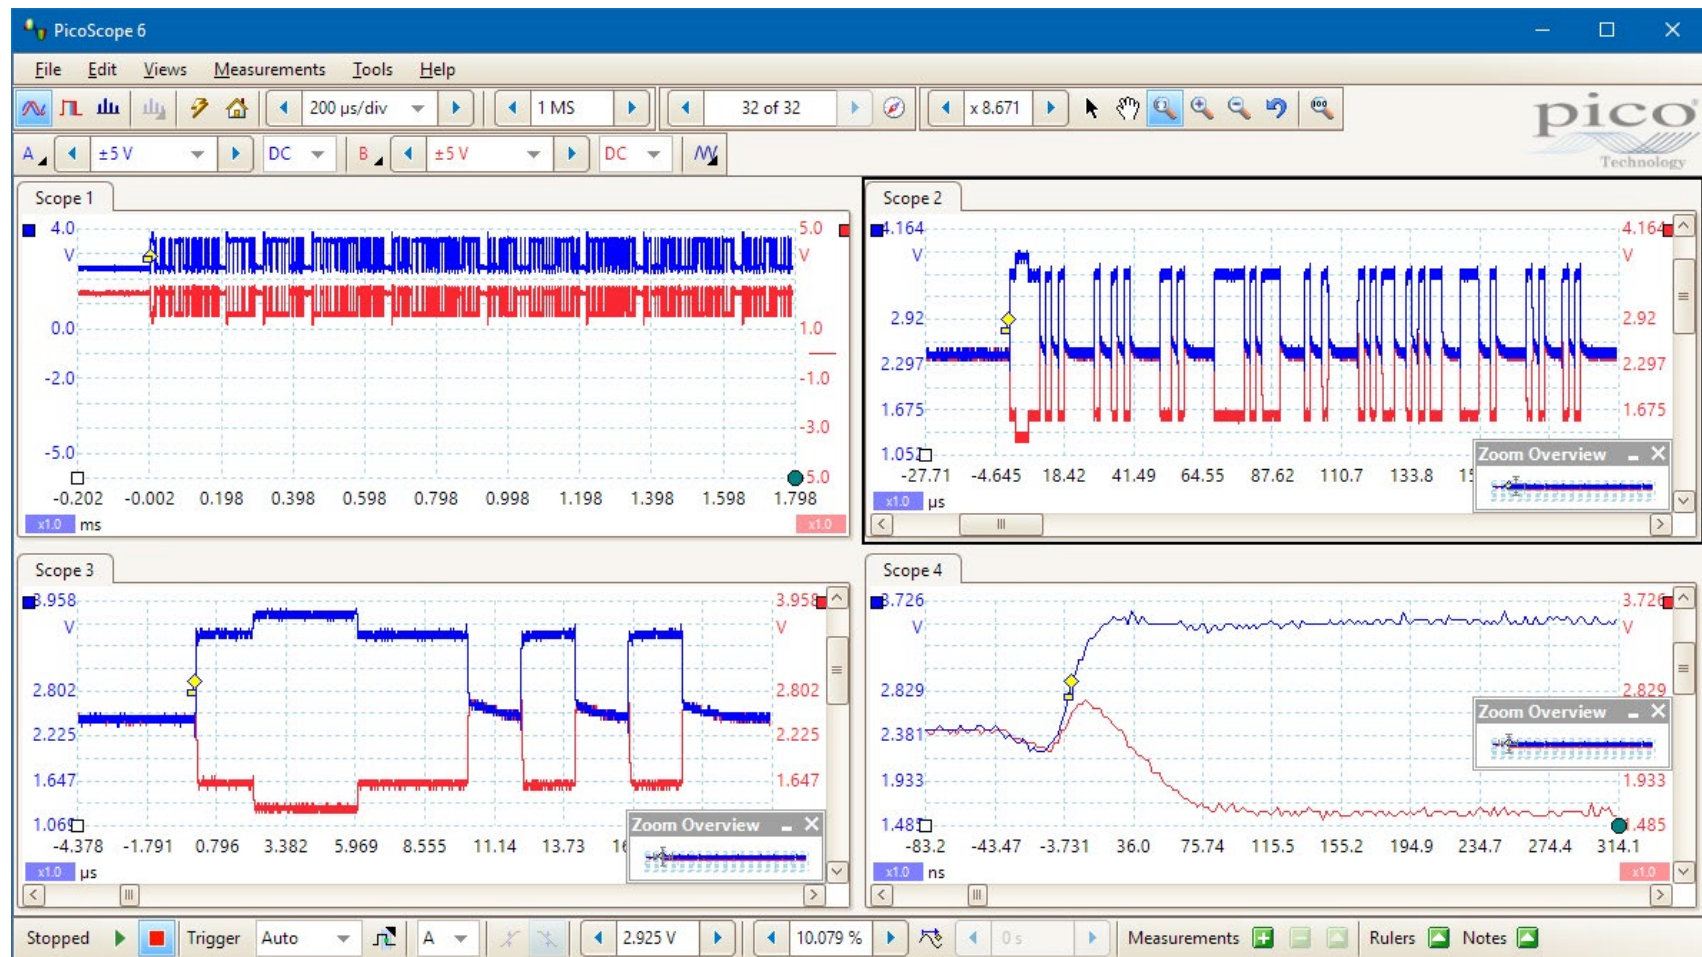 PicoScope 6
File Edit Views Measurements Tools Help
200 µs/div 1 MS 32 of 32 x 8.671 100
A ±5 V DC B ±5 V DC
pico
Technology
Scope 1
4.0 5.0
V V
0.0 1.0
-2.0 -1.0
-3.0
-5.0
5.0
-0.202 -0.002 0.198 0.398 0.598 0.798 0.998 1.198 1.398 1.598 1.798
x1.0 ms x1.0
Scope 2
4.164 4.164
V V
2.92 2.92
2.297 2.297
1.675 1.675
Zoom Overview
-27.71 -4.645 18.42 41.49 64.55 87.62 110.7 133.8
x1.0 µs
Scope 3
3.958 3.958
V V
2.802 2.802
2.225 2.225
1.647 1.647
Zoom Overview
-4.378 -1.791 0.796 3.382 5.969 8.555 11.14 13.73
x1.0 µs
Scope 4
3.726 3.726
V V
2.829 2.829
Zoom Overview
2.381
1.933 1.933
1.485 1.485
-83.2 -43.47 -3.731 36.0 75.74 115.5 155.2 194.9 234.7 274.4 314.1
x1.0 ns x1.0
Stopped Trigger Auto A 2.925 V 10.079 % 0 s Measurements Rulers Notes